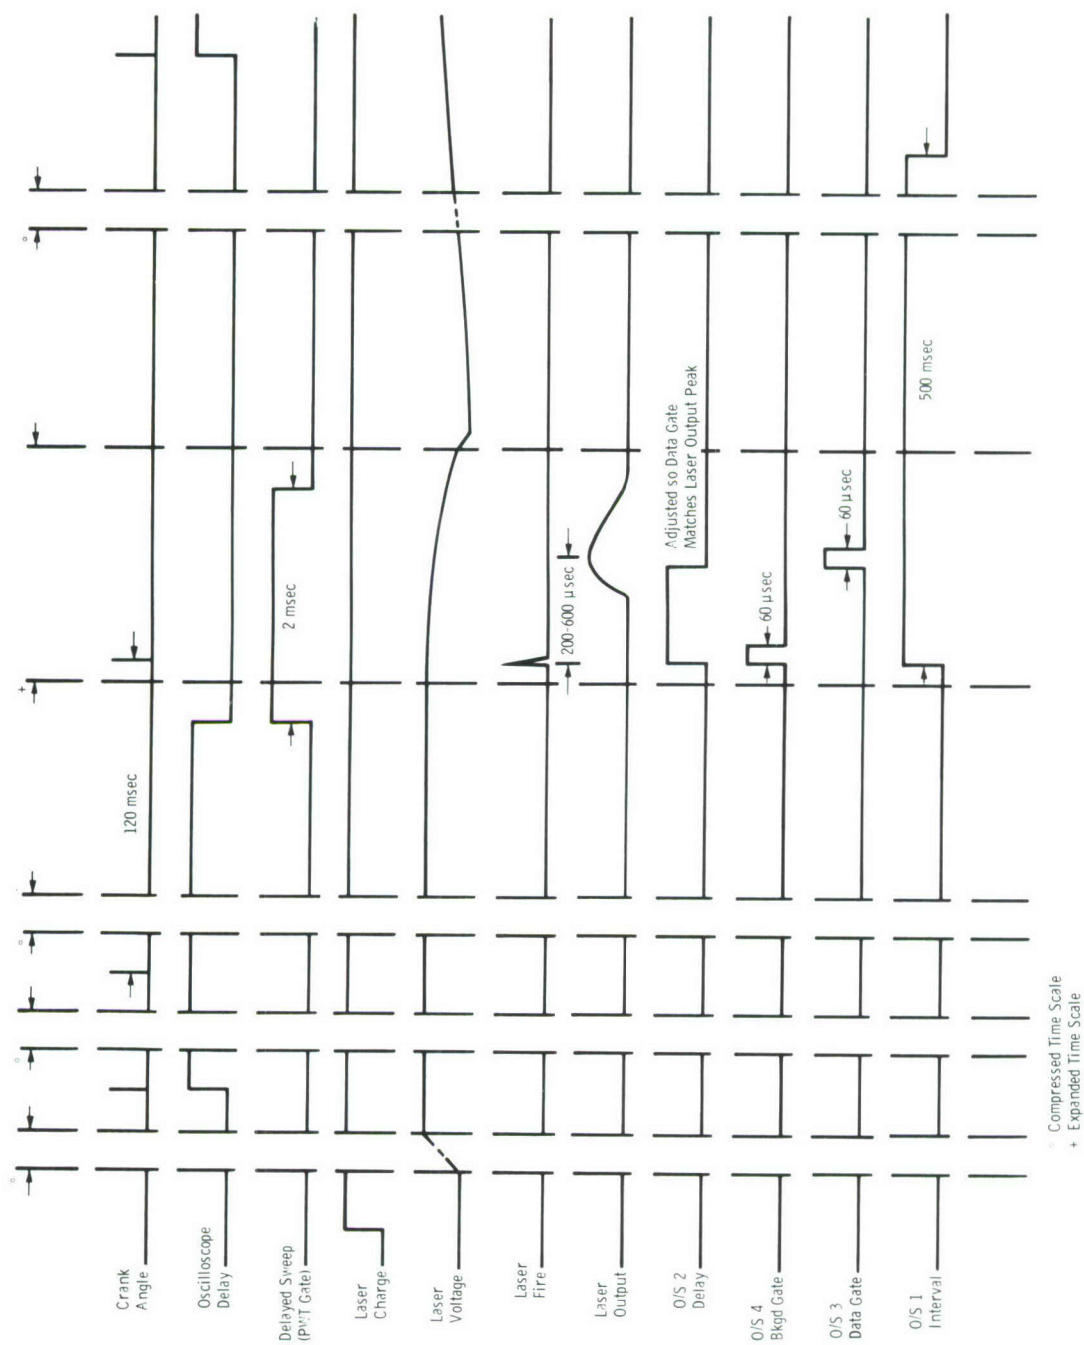 Crank
Angle
120 msec
Oscilloscope
Delay
Delayed Sweep
(PWT Gate)
2 msec
Laser
Charge
Laser
Voltage
Laser
Fire
200-600 μsec
Laser
Output
O/S 2
Delay
Adjusted so Data Gate
Matches Laser Output Peak
O/S 4
Bkgd Gate
60 μsec
O/S 3
Data Gate
60 μsec
O/S 1
Interval
500 msec
° Compressed Time Scale
+ Expanded Time Scale